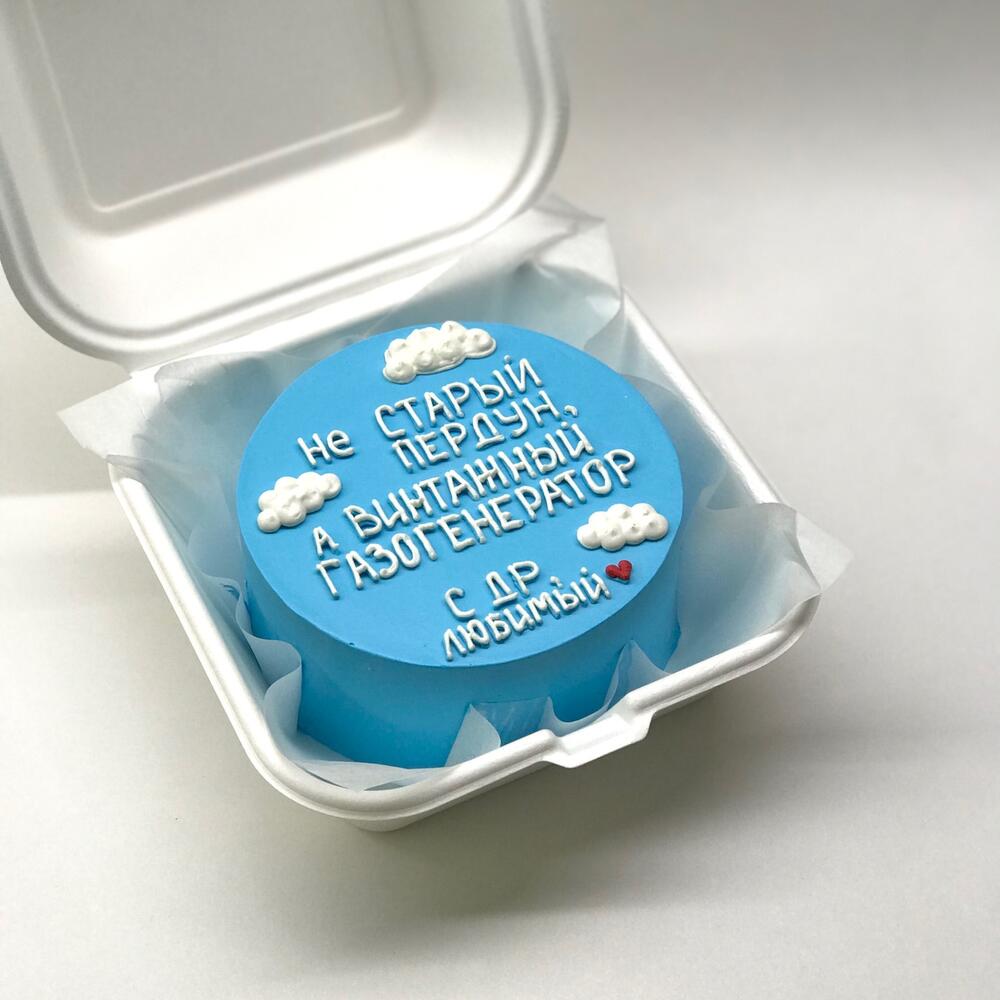 не СТАРЫЙ
ПЕРДУН,
А ВИНТАЖНЫЙ
ГАЗОГЕНЕРАТОР
С ДР
ЛЮБИМЫЙ